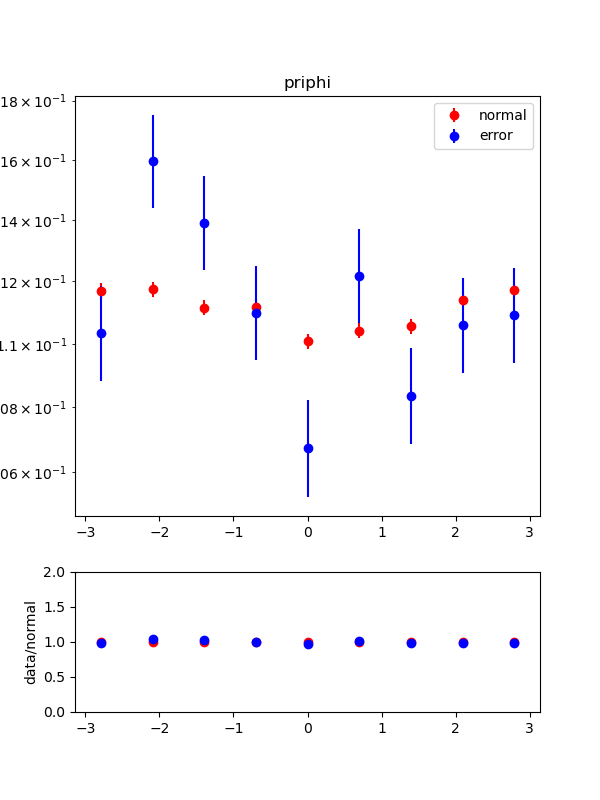 priphi
18 × 10⁻¹
16 × 10⁻¹
14 × 10⁻¹
12 × 10⁻¹
1.1 × 10⁻¹
08 × 10⁻¹
06 × 10⁻¹
normal
error
−3 −2 −1 0 1 2 3
data/normal
2.0
1.5
1.0
0.5
0.0
−3 −2 −1 0 1 2 3